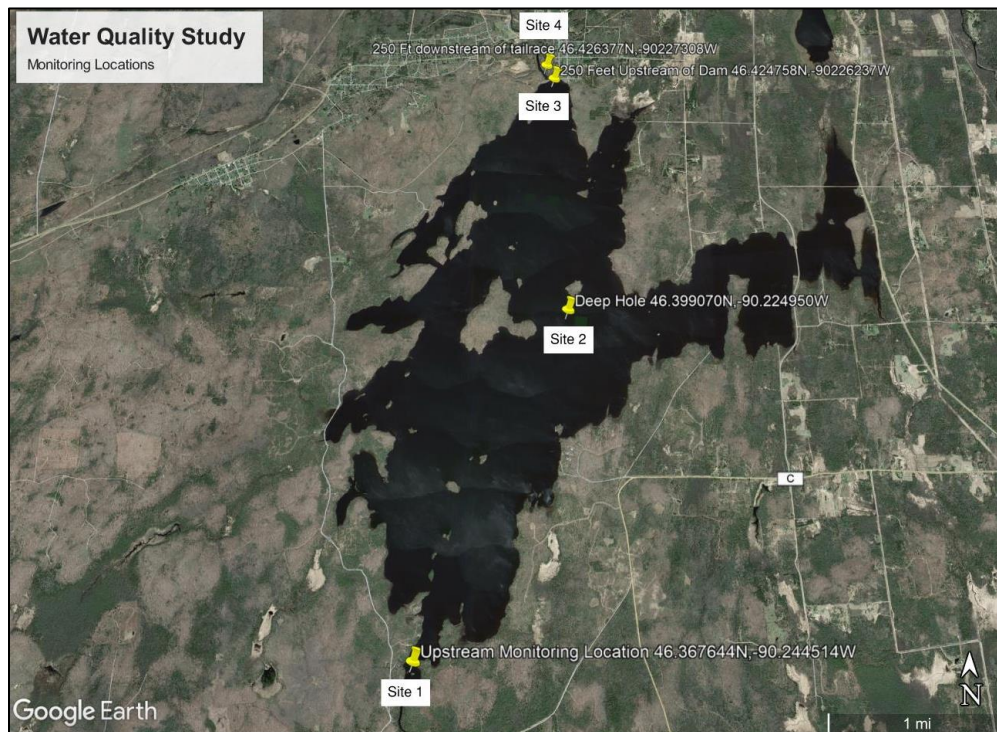 Water Quality Study
Monitoring Locations
Site 4
250 Ft downstream of tailrace 46.426377N,-90227308W
250 Feet Upstream of Dam 46.424758N,-90226237W
Site 3
Deep Hole 46.399070N,-90.224950W
Site 2
C
Upstream Monitoring Location 46.367644N,-90.244514W
Site 1
Google Earth
N
1 mi